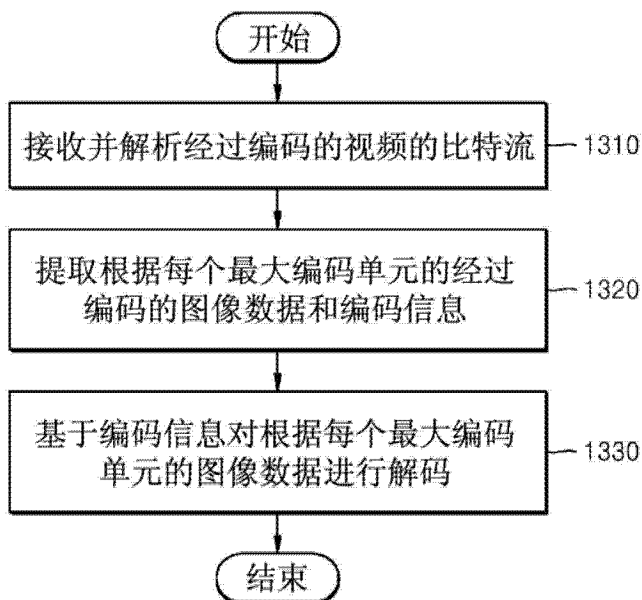 开始
接收并解析经过编码的视频的比特流
1310
提取根据每个最大编码单元的经过
编码的图像数据和编码信息
1320
基于编码信息对根据每个最大编码
单元的图像数据进行解码
1330
结束